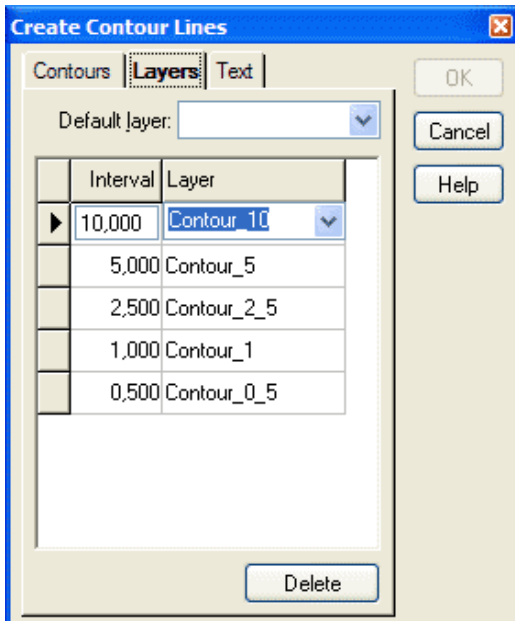 Create Contour Lines
Contours Layers Text
OK
Default layer:
Cancel
Help
Interval Layer
10,000 Contour_10
5,000 Contour_5
2,500 Contour_2_5
1,000 Contour_1
0,500 Contour_0_5
Delete